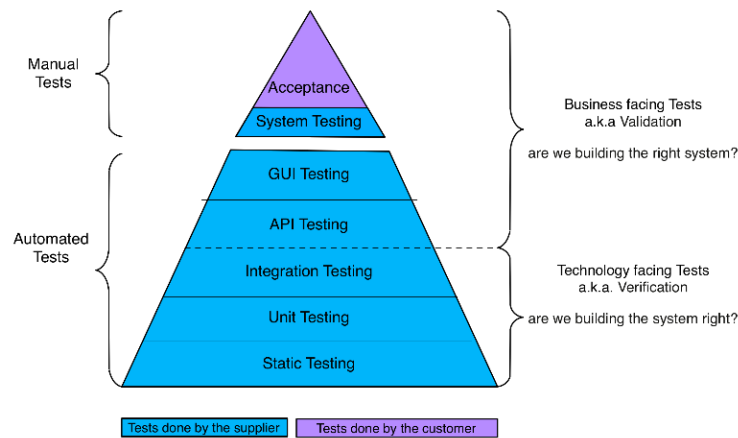 Manual
Tests
Acceptance
System Testing
Business facing Tests
a.k.a Validation
are we building the right system?
GUI Testing
API Testing
Automated
Tests
Integration Testing
Technology facing Tests
a.k.a. Verification
are we building the system right?
Unit Testing
Static Testing
Tests done by the supplier
Tests done by the customer